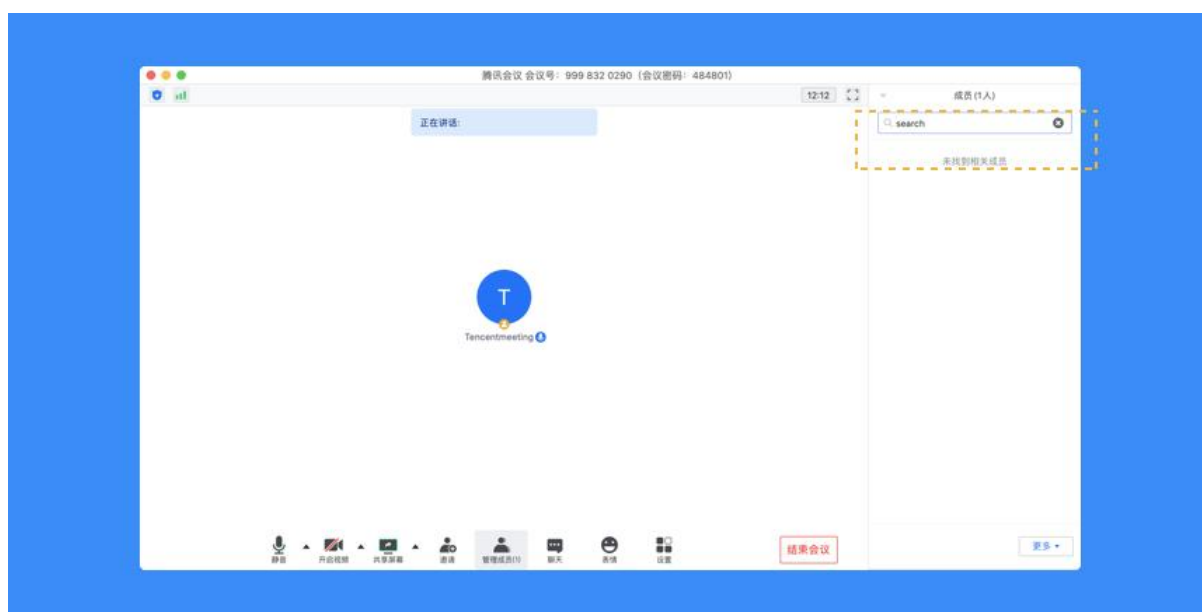 腾讯会议 会议号：999 832 0290（会议密码：484801）
12:12
成员 (1人)
正在讲话:
search
未找到相关成员
T
Tencentmeeting
静音
开启视频
共享屏幕
邀请
管理成员(1)
聊天
表情
设置
结束会议
更多